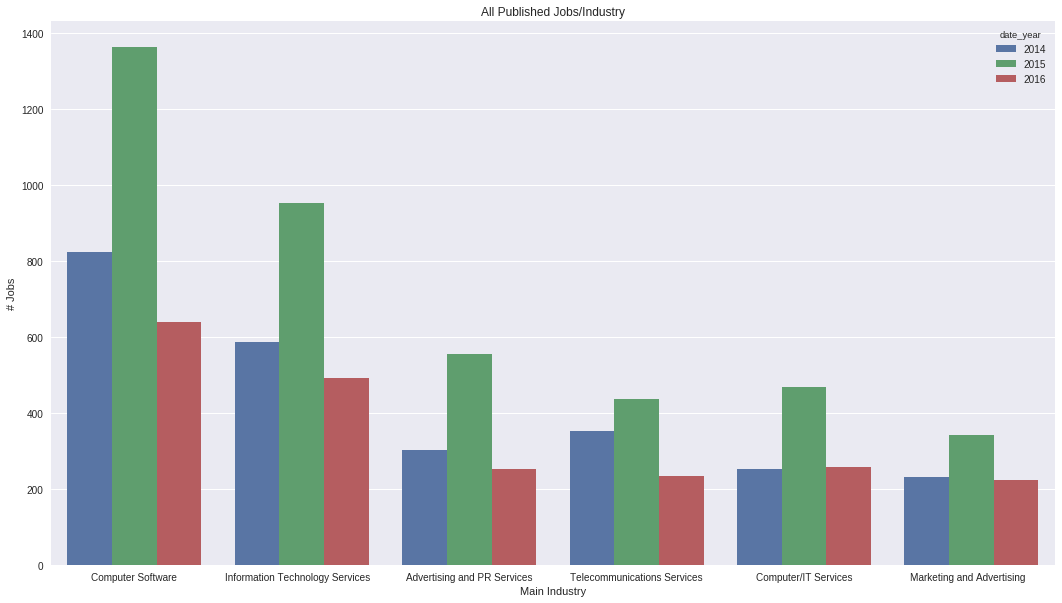 All Published Jobs/Industry
date_year
2014
2015
2016
# Jobs
1400
1200
1000
800
600
400
200
0
Computer Software
Information Technology Services
Advertising and PR Services
Telecommunications Services
Computer/IT Services
Marketing and Advertising
Main Industry